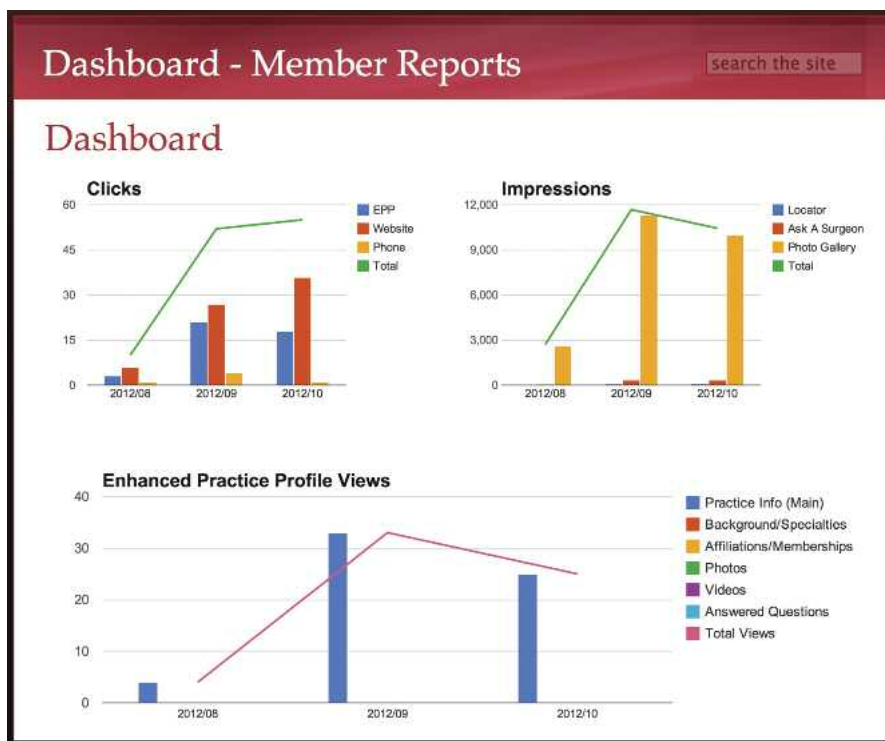 Dashboard - Member Reports
search the site
Dashboard
Clicks
60
45
30
15
0
2012/08
2012/09
2012/10
EPP
Website
Phone
Total
Impressions
12,000
9,000
6,000
3,000
0
2012/08
2012/09
2012/10
Locator
Ask A Surgeon
Photo Gallery
Total
Enhanced Practice Profile Views
40
30
20
10
0
2012/08
2012/09
2012/10
Practice Info (Main)
Background/Specialties
Affiliations/Memberships
Photos
Videos
Answered Questions
Total Views